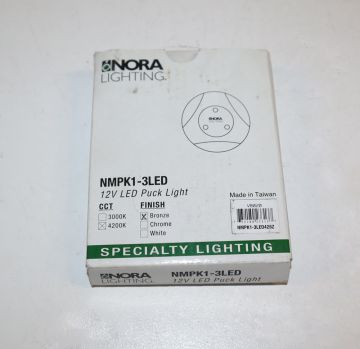 NORA
LIGHTING
NMPK1-3LED
12V LED Puck Light
CCT FINISH
3000K Bronze
4200K Chrome
White
Made in Taiwan
NMPK1-3LED42BZ
SPECIALTY LIGHTING
NORA
LIGHTING
NMPK1-3LED
12V LED Puck Light